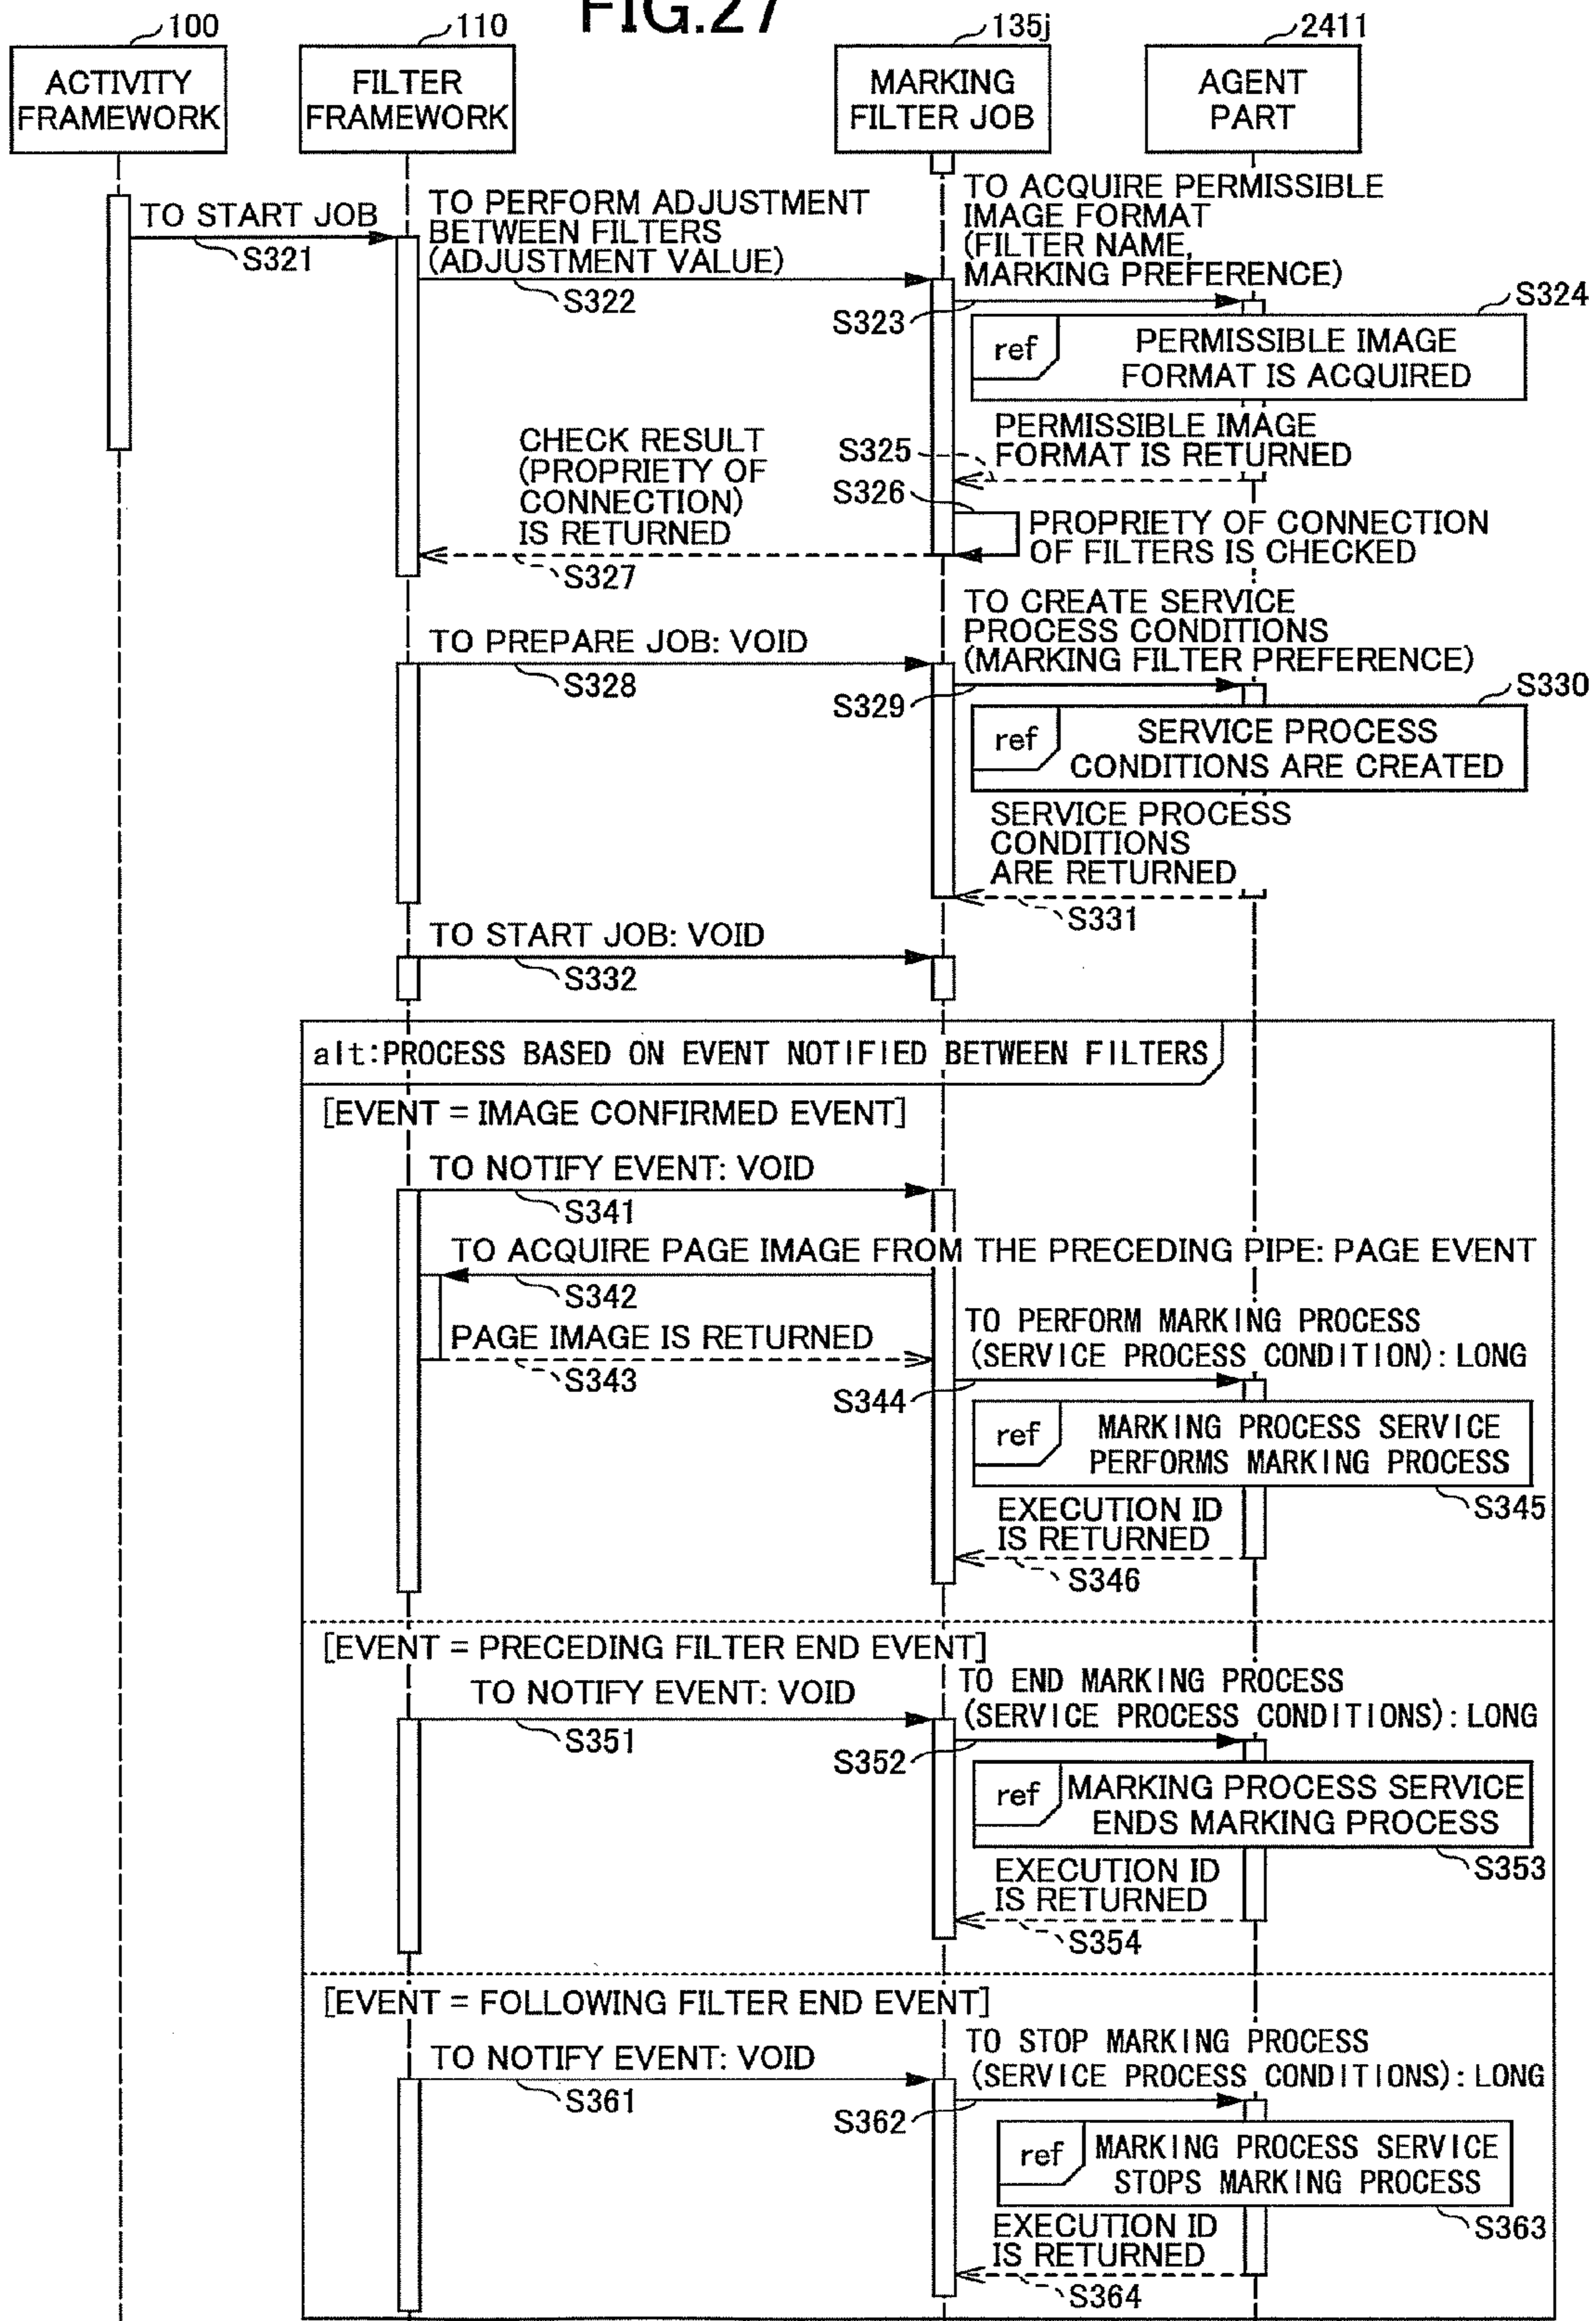 FIG.27
100
110
135j
2411
ACTIVITY
FRAMEWORK
FILTER
FRAMEWORK
MARKING
FILTER JOB
AGENT
PART
TO START JOB
S321
TO PERFORM ADJUSTMENT
BETWEEN FILTERS
(ADJUSTMENT VALUE)
S322
TO ACQUIRE PERMISSIBLE
IMAGE FORMAT
(FILTER NAME,
MARKING PREFERENCE)
S323
S324
ref
PERMISSIBLE IMAGE
FORMAT IS ACQUIRED
PERMISSIBLE IMAGE
FORMAT IS RETURNED
S325
S326
PROPRIETY OF CONNECTION
OF FILTERS IS CHECKED
CHECK RESULT
(PROPRIETY OF
CONNECTION)
IS RETURNED
S327
TO PREPARE JOB: VOID
S328
TO CREATE SERVICE
PROCESS CONDITIONS
(MARKING FILTER PREFERENCE)
S329
S330
ref
SERVICE PROCESS
CONDITIONS ARE CREATED
SERVICE PROCESS
CONDITIONS
ARE RETURNED
S331
TO START JOB: VOID
S332
alt:PROCESS BASED ON EVENT NOTIFIED BETWEEN FILTERS
[EVENT = IMAGE CONFIRMED EVENT]
TO NOTIFY EVENT: VOID
S341
TO ACQUIRE PAGE IMAGE FROM THE PRECEDING PIPE: PAGE EVENT
S342
PAGE IMAGE IS RETURNED
S343
TO PERFORM MARKING PROCESS
(SERVICE PROCESS CONDITION): LONG
S344
ref
MARKING PROCESS SERVICE
PERFORMS MARKING PROCESS
S345
EXECUTION ID
IS RETURNED
S346
[EVENT = PRECEDING FILTER END EVENT]
TO NOTIFY EVENT: VOID
S351
TO END MARKING PROCESS
(SERVICE PROCESS CONDITIONS): LONG
S352
ref
MARKING PROCESS SERVICE
ENDS MARKING PROCESS
S353
EXECUTION ID
IS RETURNED
S354
[EVENT = FOLLOWING FILTER END EVENT]
TO NOTIFY EVENT: VOID
S361
TO STOP MARKING PROCESS
(SERVICE PROCESS CONDITIONS): LONG
S362
ref
MARKING PROCESS SERVICE
STOPS MARKING PROCESS
S363
EXECUTION ID
IS RETURNED
S364